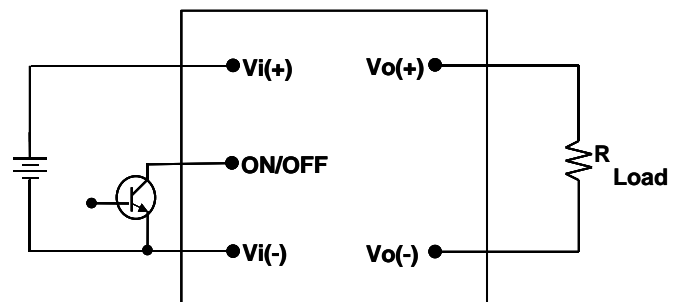 Vi(+)
Vo(+)
ON/OFF
R
Load
Vi(-)
Vo(-)